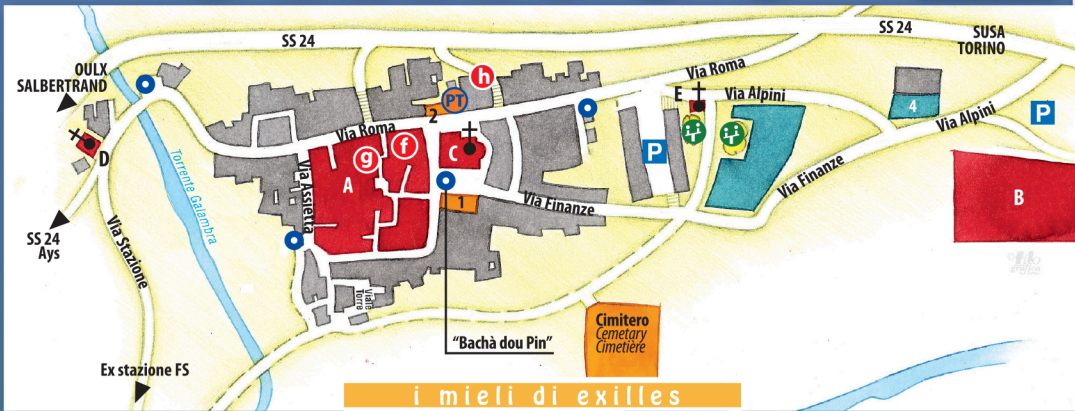 SS 24
SS 24
SUSA
TORINO
OULX
SALBERTRAND
h
Via Roma
PT
2
E
Via Alpini
4
Via Alpini
P
Via Roma
f
g
C
P
D
A
Via Assietta
Torrente Galambra
1
Via Finanze
Via Finanze
B
SS 24
Ays
Via Stazione
Viale
Torre
"Bachà dou Pin"
Cimitero
Cemetary
Cimetière
Ex stazione FS
i mieli di exilles